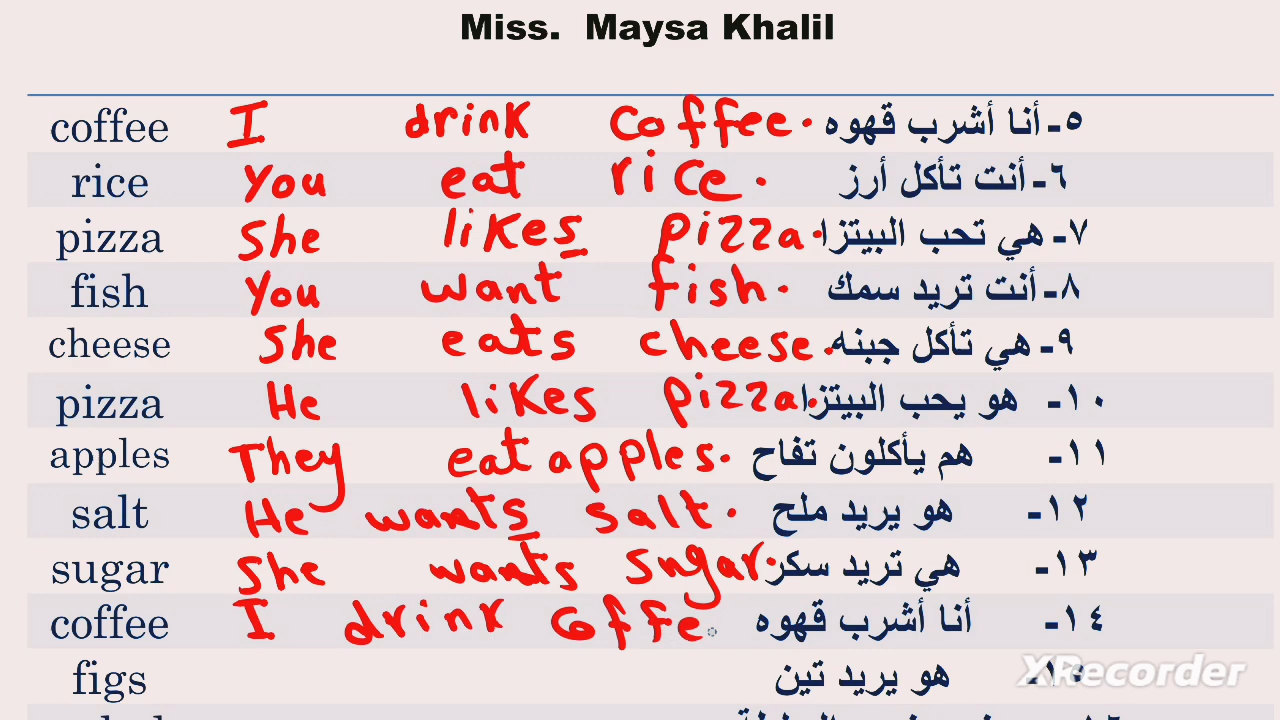 Miss. Maysa Khalil
coffee I drink coffee. ٥- أنا أشرب قهوه
rice You eat rice. ٦- أنت تأكل أرز
pizza She likes pizza. ٧- هي تحب البيتزا
fish You want fish. ٨- أنت تريد سمك
cheese She eats cheese. ٩- هي تأكل جبنه
pizza He likes pizza. ١٠- هو يحب البيتزا
apples They eat apples. ١١- هم يأكلون تفاح
salt He wants salt. ١٢- هو يريد ملح
sugar She wants sugar. ١٣- هي تريد سكر
coffee I drink coffe ١٤- أنا أشرب قهوه
figs هو يريد تين
XRecorder